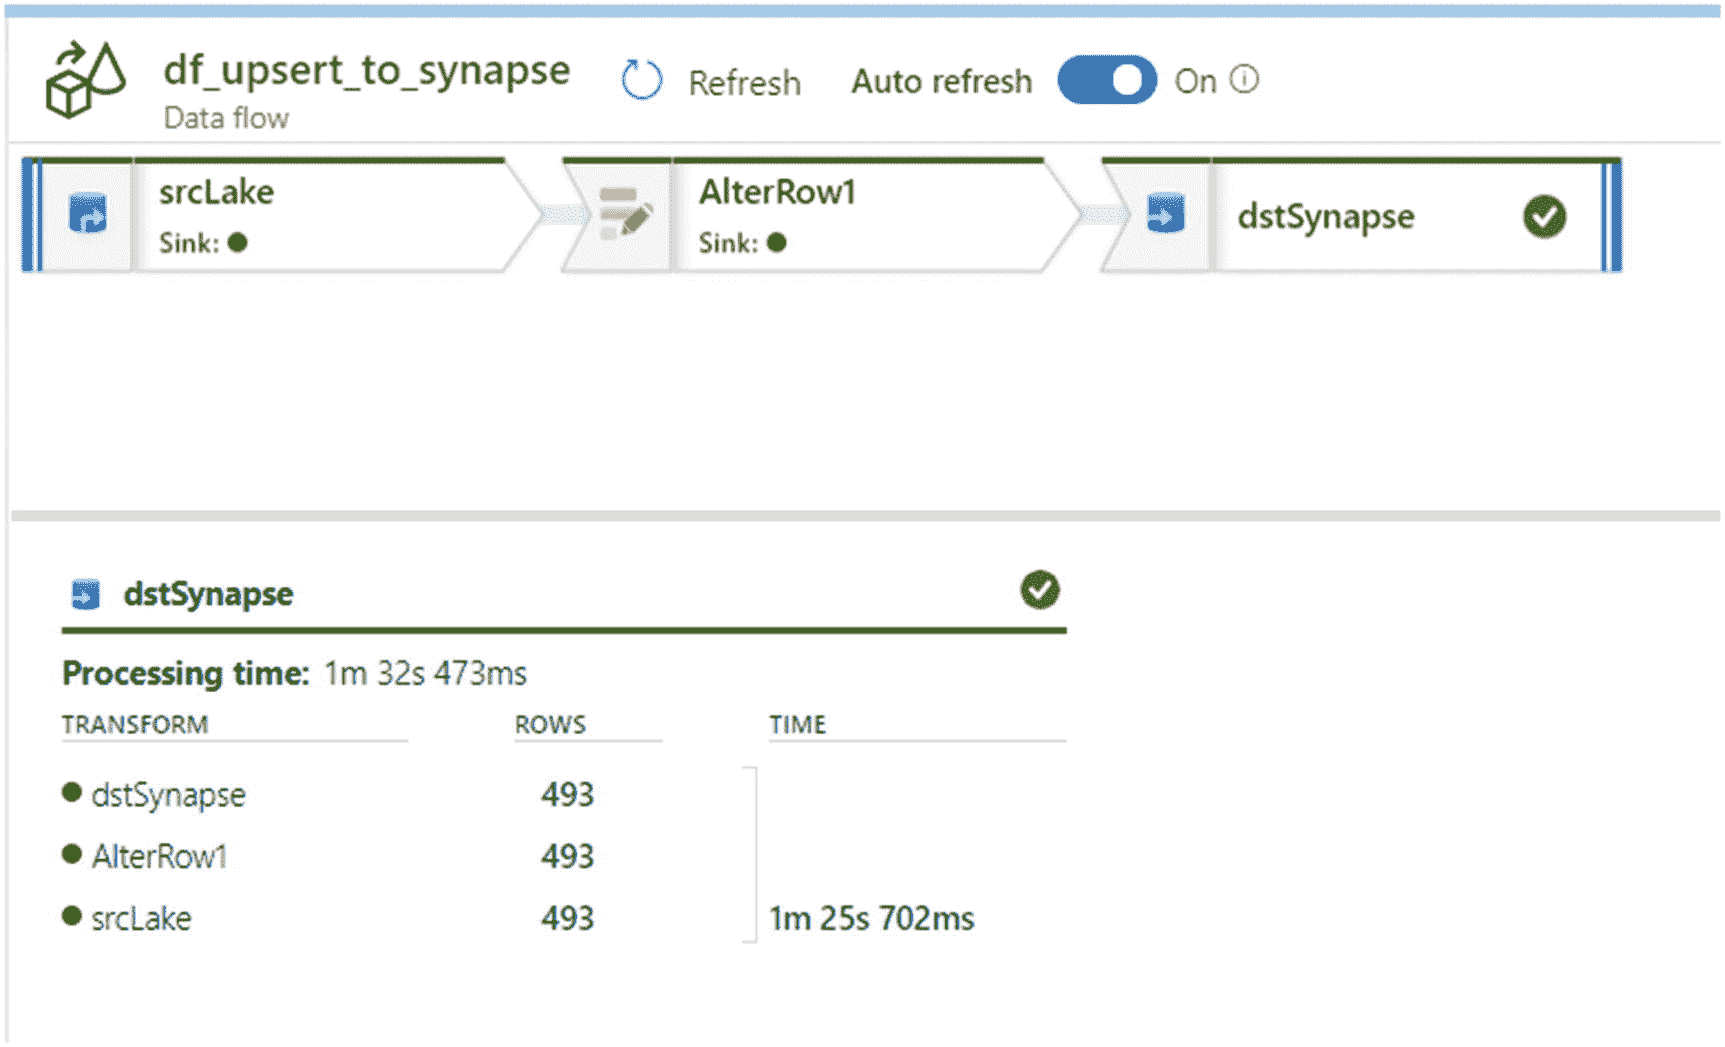 df_upsert_to_synapse
Data flow
Refresh
Auto refresh
On
srcLake
Sink:
AlterRow1
Sink:
dstSynapse
dstSynapse
Processing time: 1m 32s 473ms
TRANSFORM ROWS TIME
dstSynapse 493
AlterRow1 493
srcLake 493 1m 25s 702ms